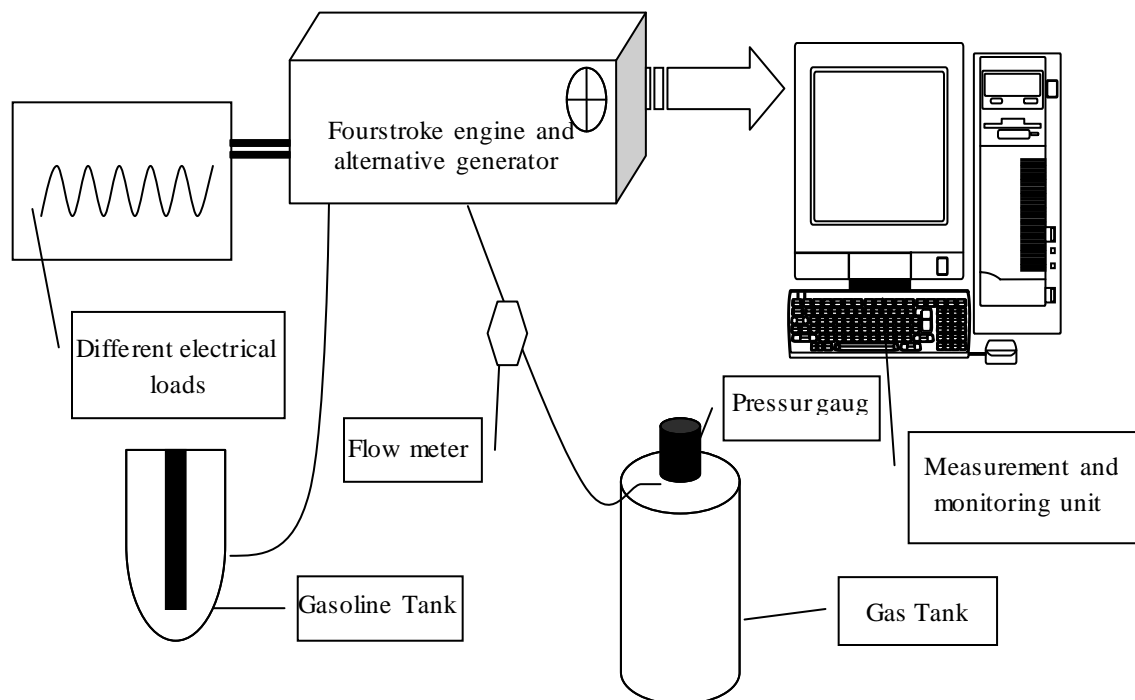 Fourstroke engine and
alternative generator
Different electrical
loads
Pressur gaug
Flow meter
Measurement and
monitoring unit
Gasoline Tank
Gas Tank